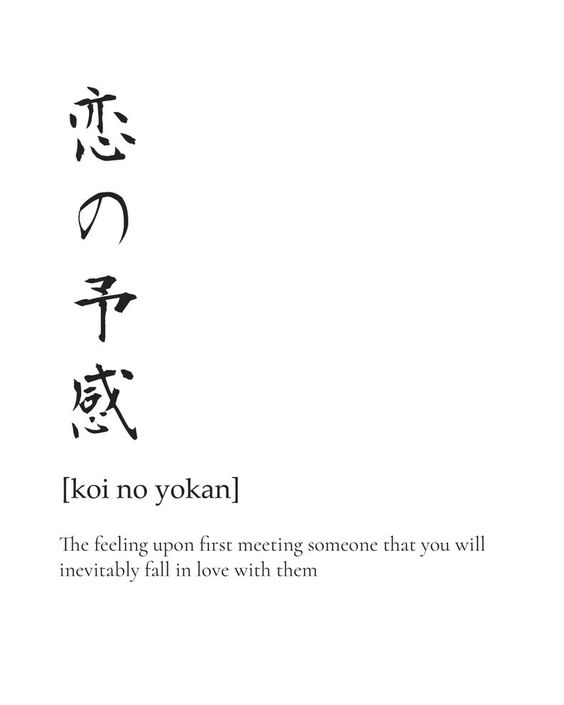 恋の予感
[koi no yokan]
The feeling upon first meeting someone that you will
inevitably fall in love with them